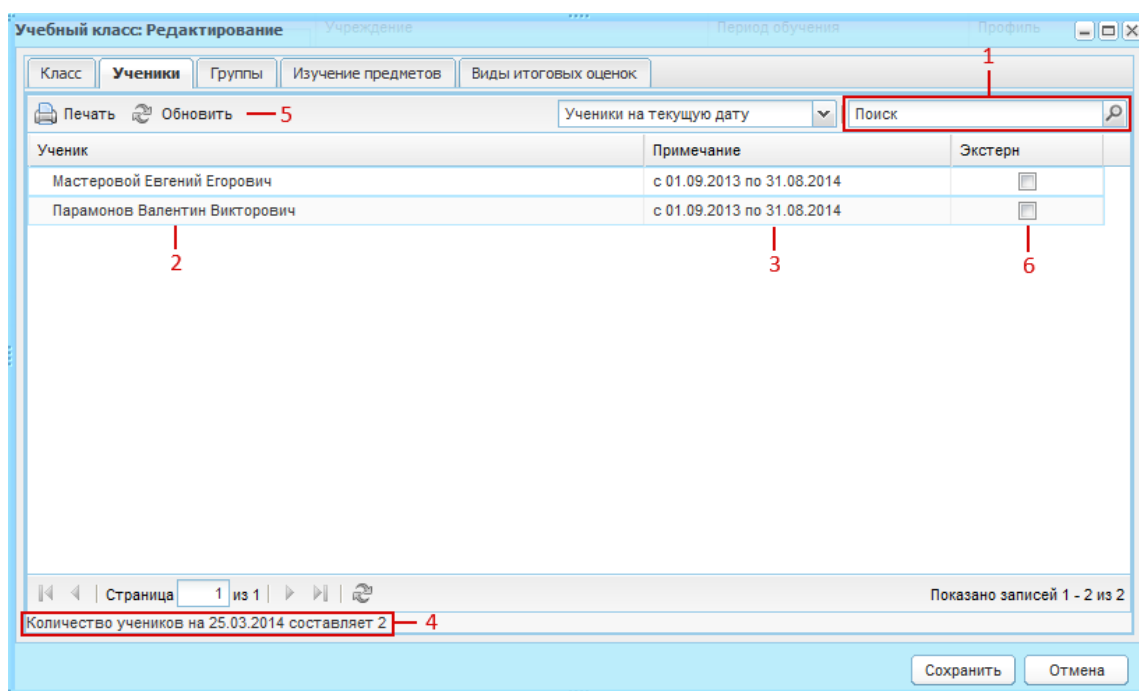 Учебный класс: Редактирование Учреждение Период обучения Профиль
Класс Ученики Группы Изучение предметов Виды итоговых оценок
1
Печать Обновить 5 Ученики на текущую дату Поиск
Ученик Примечание Экстерн
Мастеровой Евгений Егорович с 01.09.2013 по 31.08.2014
Парамонов Валентин Викторович с 01.09.2013 по 31.08.2014
2 3 6
Страница 1 из 1 Показано записей 1 - 2 из 2
Количество учеников на 25.03.2014 составляет 2 4
Сохранить Отмена